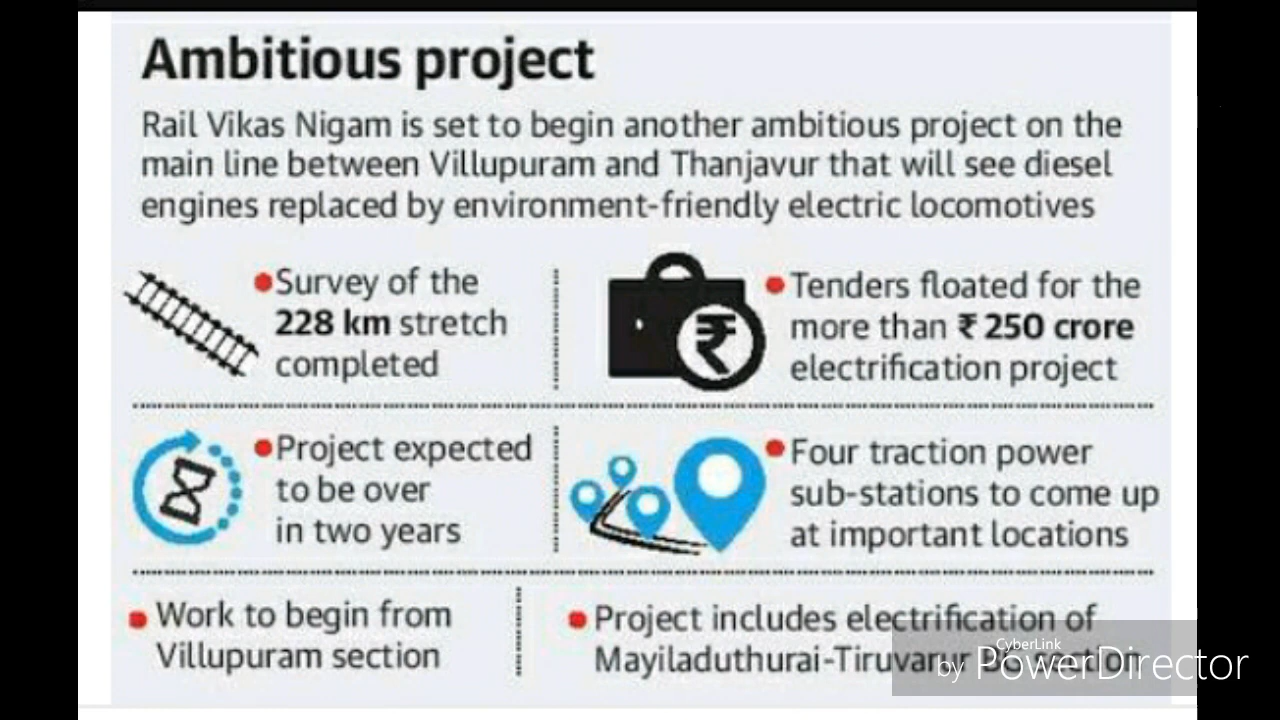 Ambitious project
Rail Vikas Nigam is set to begin another ambitious project on the
main line between Villupuram and Thanjavur that will see diesel
engines replaced by environment-friendly electric locomotives
Survey of the
228 km stretch
completed
Tenders floated for the
more than ₹ 250 crore
electrification project
Project expected
to be over
in two years
Four traction power
sub-stations to come up
at important locations
Work to begin from
Villupuram section
Project includes electrification of
Mayiladuthurai-Tiruvarur BG section
CyberLink
by PowerDirector